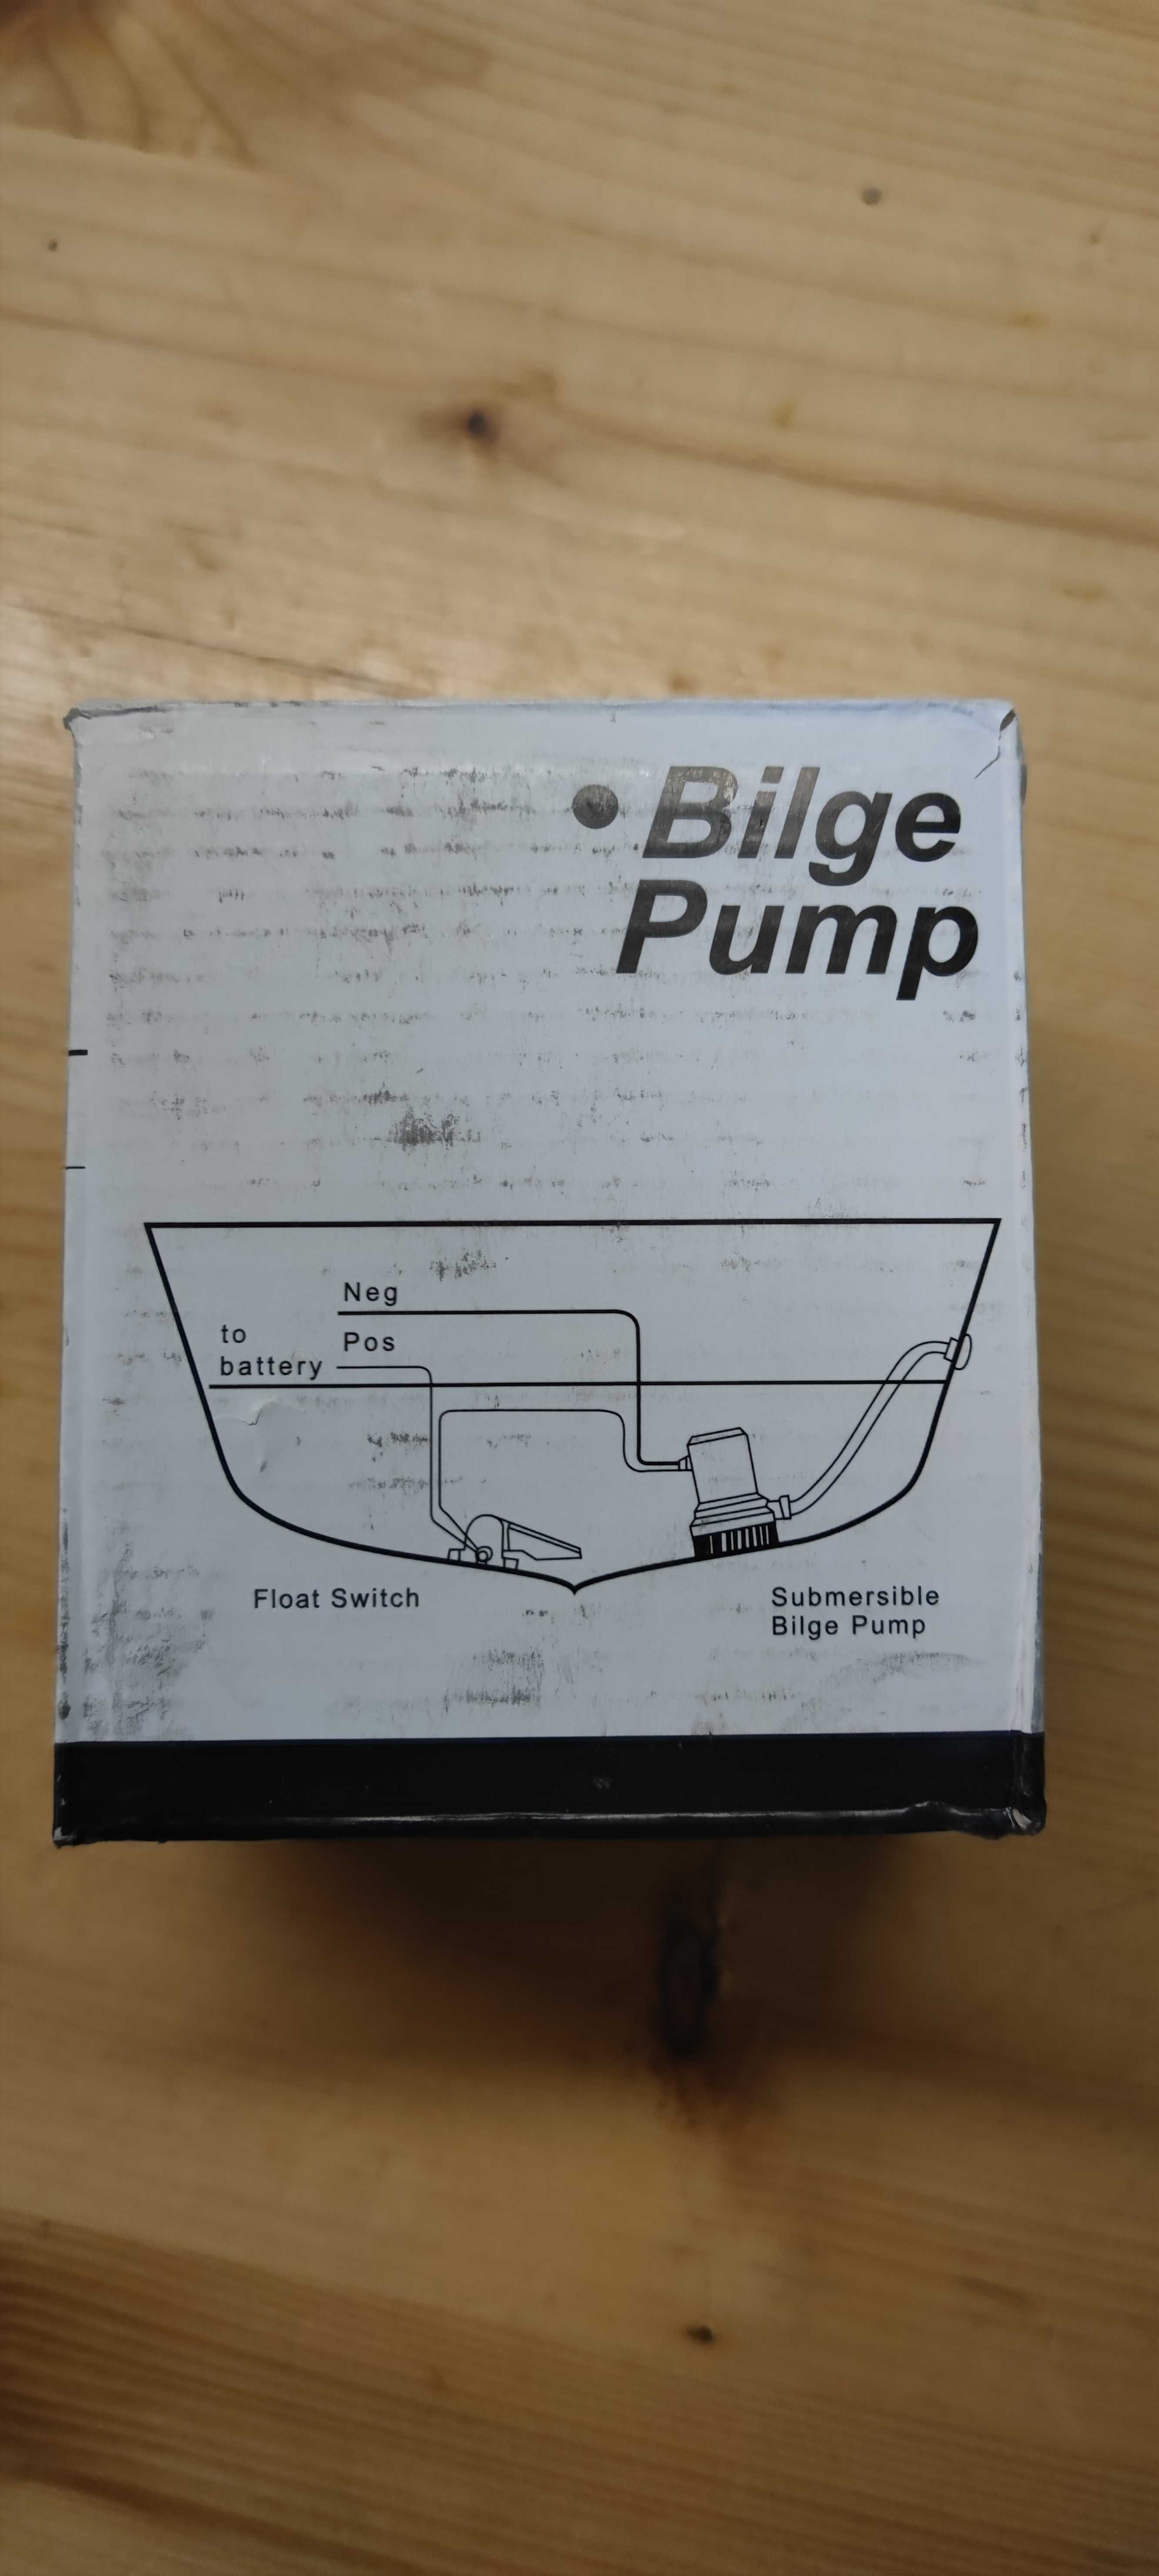 • Bilge
Pump
Neg
to
Pos
battery
Float Switch
Submersible
Bilge Pump